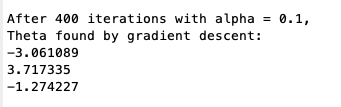 After 400 iterations with alpha = 0.1,
Theta found by gradient descent:
-3.061089
3.717335
-1.274227